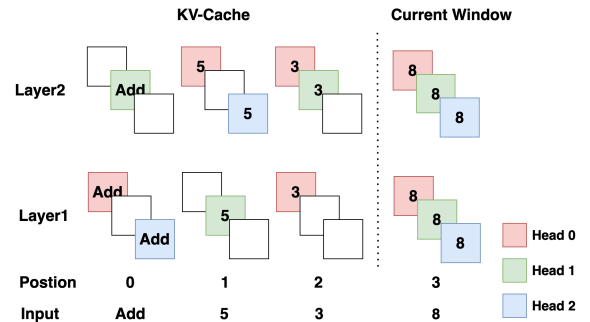 KV-Cache Current Window
5 3 8
Layer2 Add 3 8
5 8
Add 3 8
Layer1 5 8
Add 8
Head 0
Head 1
Postion 0 1 2 3
Head 2
Input Add 5 3 8